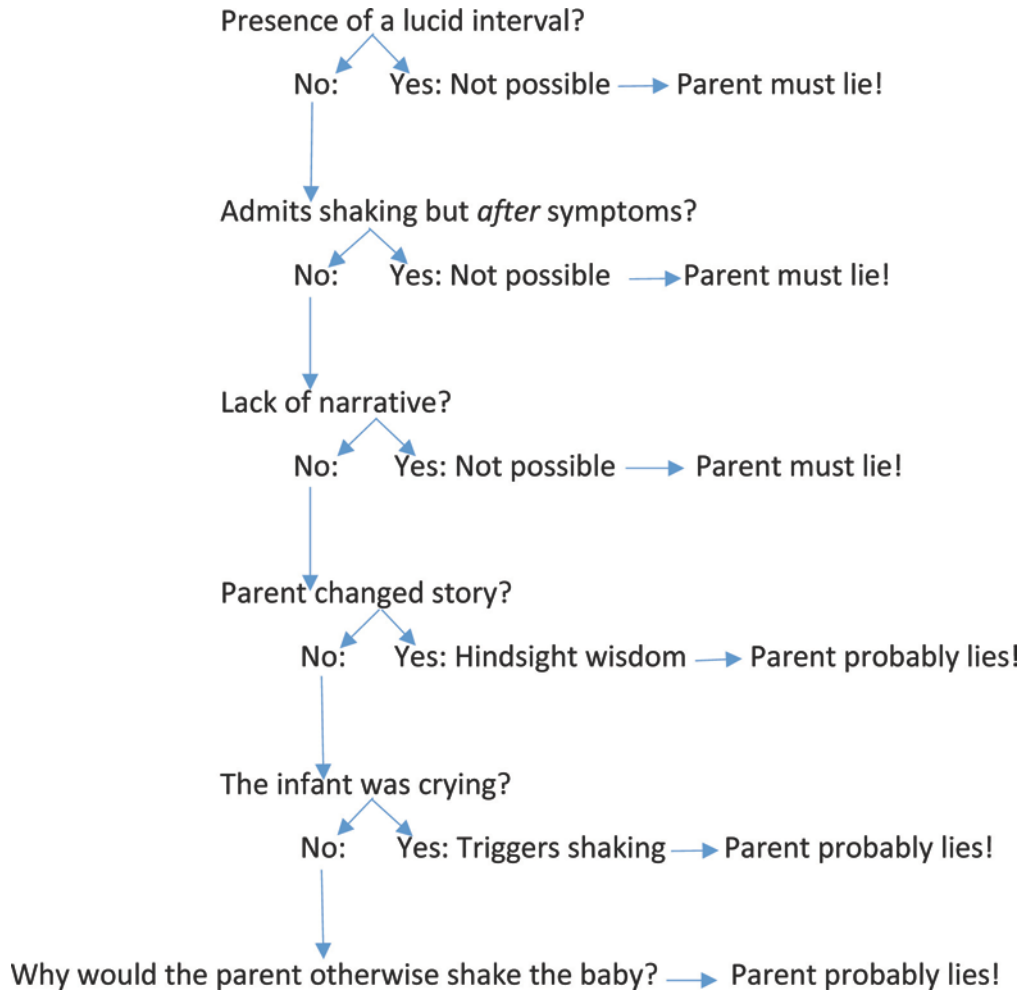 Presence of a lucid interval?
No: Yes: Not possible Parent must lie!
Admits shaking but after symptoms?
No: Yes: Not possible Parent must lie!
Lack of narrative?
No: Yes: Not possible Parent must lie!
Parent changed story?
No: Yes: Hindsight wisdom Parent probably lies!
The infant was crying?
No: Yes: Triggers shaking Parent probably lies!
Why would the parent otherwise shake the baby? Parent probably lies!